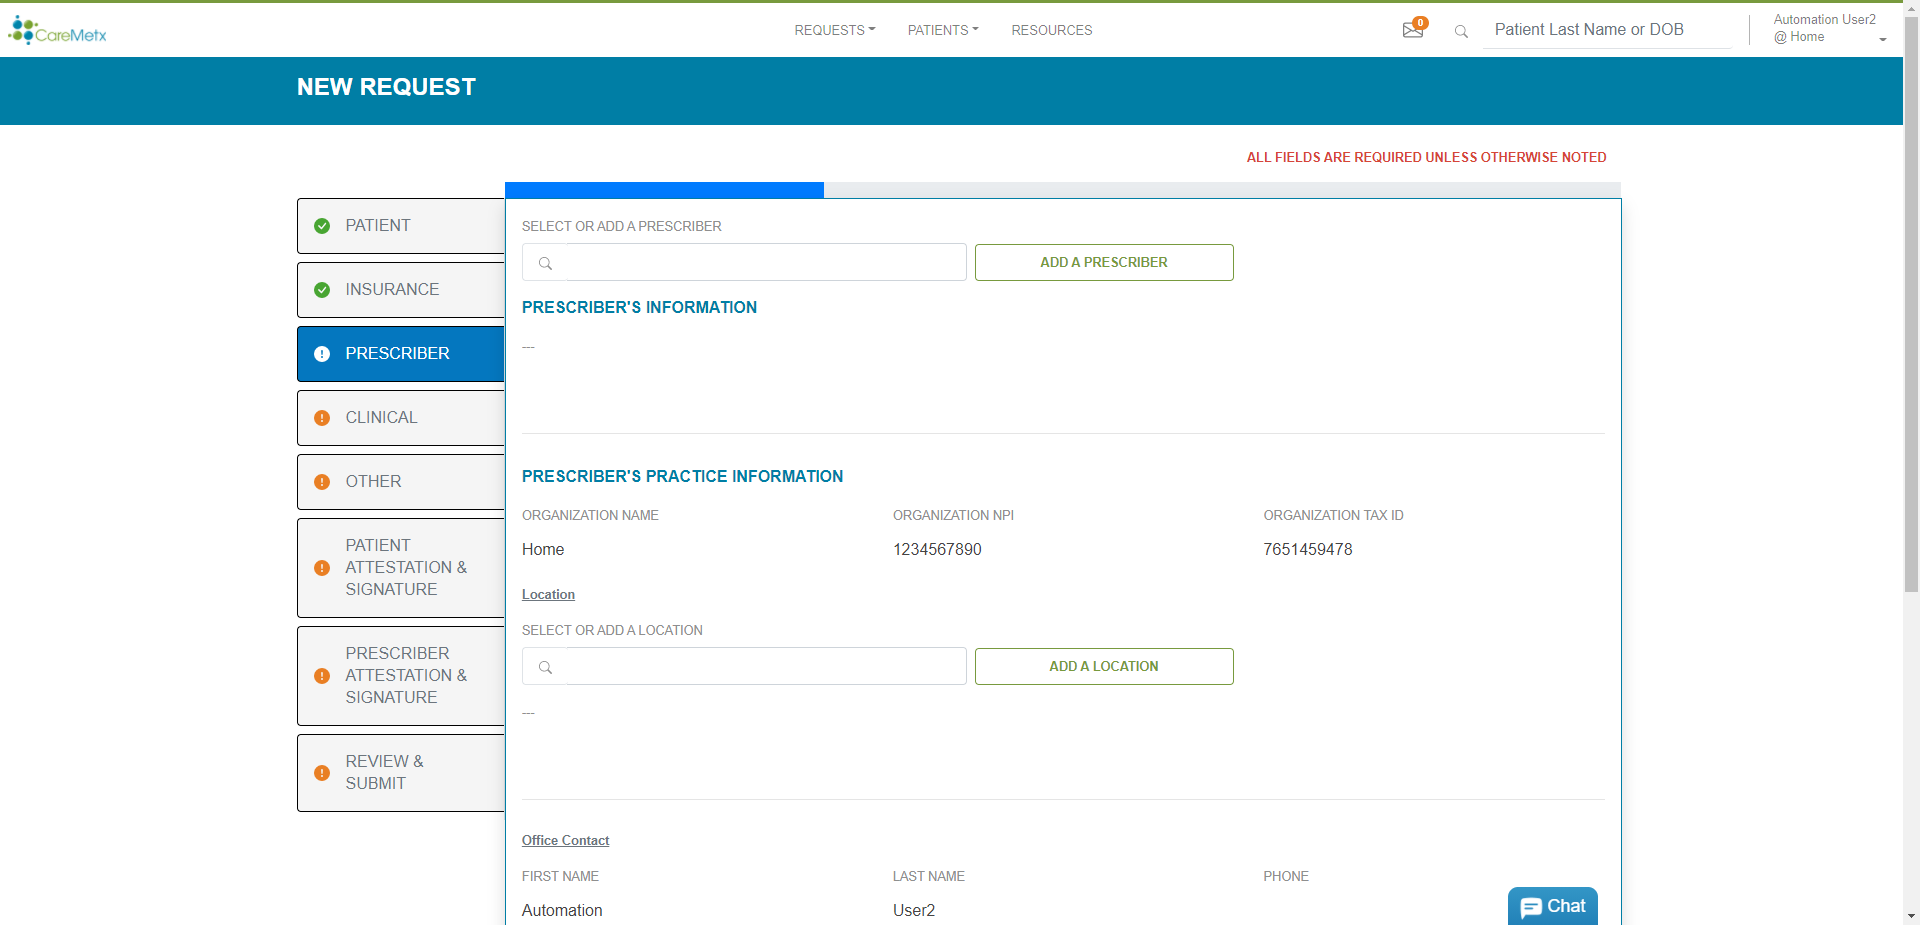 CareMetx
REQUESTS
PATIENTS
RESOURCES
0
Patient Last Name or DOB
Automation User2
@ Home
NEW REQUEST
ALL FIELDS ARE REQUIRED UNLESS OTHERWISE NOTED
PATIENT
INSURANCE
PRESCRIBER
CLINICAL
OTHER
PATIENT
ATTESTATION &
SIGNATURE
PRESCRIBER
ATTESTATION &
SIGNATURE
REVIEW &
SUBMIT
SELECT OR ADD A PRESCRIBER
ADD A PRESCRIBER
PRESCRIBER'S INFORMATION
---
PRESCRIBER'S PRACTICE INFORMATION
ORGANIZATION NAME
ORGANIZATION NPI
ORGANIZATION TAX ID
Home
1234567890
7651459478
Location
SELECT OR ADD A LOCATION
ADD A LOCATION
---
Office Contact
FIRST NAME
LAST NAME
PHONE
Automation
User2
Chat